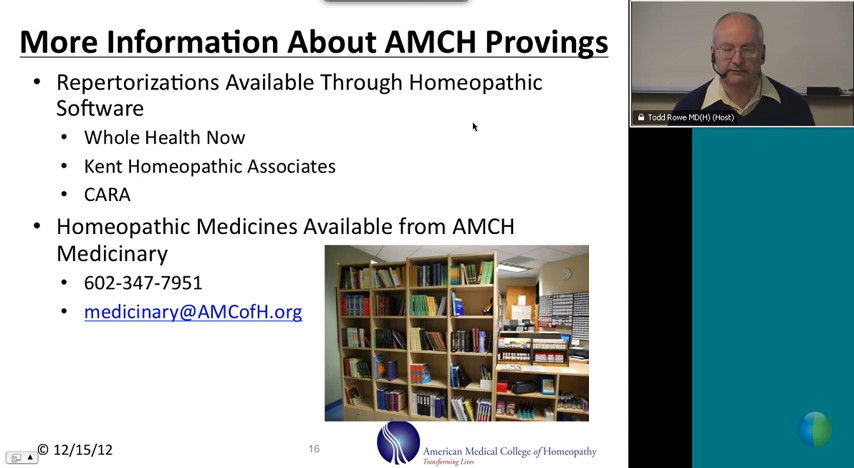 More Information About AMCH Provings
• Repertorizations Available Through Homeopathic
Software
• Whole Health Now
• Kent Homeopathic Associates
• CARA
• Homeopathic Medicines Available from AMCH
Medicinary
• 602-347-7951
• medicinary@AMCofH.org
© 12/15/12
16
American Medical College of Homeopathy
Transforming Lives
Todd Rowe MD(H) (Host)